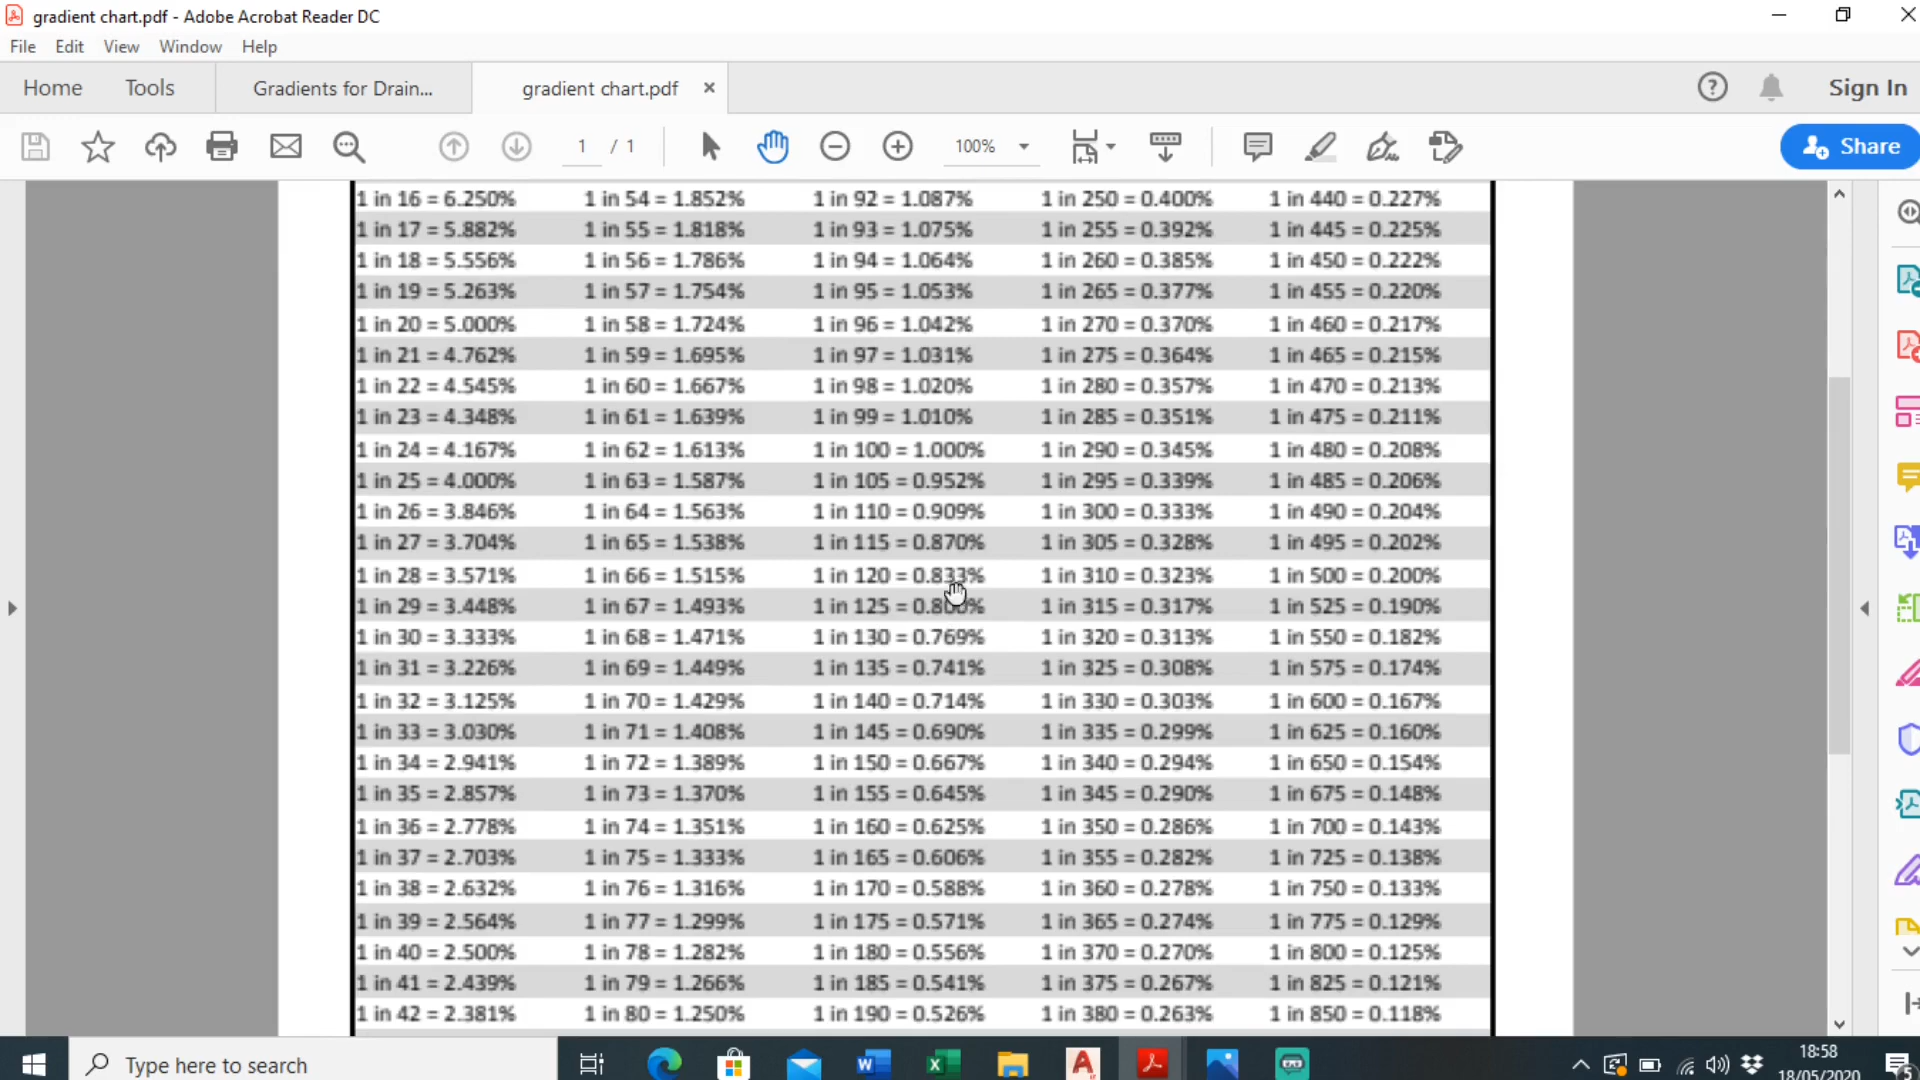 gradient chart.pdf - Adobe Acrobat Reader DC
File Edit View Window Help
Home Tools Gradients for Drain... gradient chart.pdf × Sign In
1 / 1 100% Share
1 in 16 = 6.250% 1 in 54 = 1.852% 1 in 92 = 1.087% 1 in 250 = 0.400% 1 in 440 = 0.227%
1 in 17 = 5.882% 1 in 55 = 1.818% 1 in 93 = 1.075% 1 in 255 = 0.392% 1 in 445 = 0.225%
1 in 18 = 5.556% 1 in 56 = 1.786% 1 in 94 = 1.064% 1 in 260 = 0.385% 1 in 450 = 0.222%
1 in 19 = 5.263% 1 in 57 = 1.754% 1 in 95 = 1.053% 1 in 265 = 0.377% 1 in 455 = 0.220%
1 in 20 = 5.000% 1 in 58 = 1.724% 1 in 96 = 1.042% 1 in 270 = 0.370% 1 in 460 = 0.217%
1 in 21 = 4.762% 1 in 59 = 1.695% 1 in 97 = 1.031% 1 in 275 = 0.364% 1 in 465 = 0.215%
1 in 22 = 4.545% 1 in 60 = 1.667% 1 in 98 = 1.020% 1 in 280 = 0.357% 1 in 470 = 0.213%
1 in 23 = 4.348% 1 in 61 = 1.639% 1 in 99 = 1.010% 1 in 285 = 0.351% 1 in 475 = 0.211%
1 in 24 = 4.167% 1 in 62 = 1.613% 1 in 100 = 1.000% 1 in 290 = 0.345% 1 in 480 = 0.208%
1 in 25 = 4.000% 1 in 63 = 1.587% 1 in 105 = 0.952% 1 in 295 = 0.339% 1 in 485 = 0.206%
1 in 26 = 3.846% 1 in 64 = 1.563% 1 in 110 = 0.909% 1 in 300 = 0.333% 1 in 490 = 0.204%
1 in 27 = 3.704% 1 in 65 = 1.538% 1 in 115 = 0.870% 1 in 305 = 0.328% 1 in 495 = 0.202%
1 in 28 = 3.571% 1 in 66 = 1.515% 1 in 120 = 0.833% 1 in 310 = 0.323% 1 in 500 = 0.200%
1 in 29 = 3.448% 1 in 67 = 1.493% 1 in 125 = 0.800% 1 in 315 = 0.317% 1 in 525 = 0.190%
1 in 30 = 3.333% 1 in 68 = 1.471% 1 in 130 = 0.769% 1 in 320 = 0.313% 1 in 550 = 0.182%
1 in 31 = 3.226% 1 in 69 = 1.449% 1 in 135 = 0.741% 1 in 325 = 0.308% 1 in 575 = 0.174%
1 in 32 = 3.125% 1 in 70 = 1.429% 1 in 140 = 0.714% 1 in 330 = 0.303% 1 in 600 = 0.167%
1 in 33 = 3.030% 1 in 71 = 1.408% 1 in 145 = 0.690% 1 in 335 = 0.299% 1 in 625 = 0.160%
1 in 34 = 2.941% 1 in 72 = 1.389% 1 in 150 = 0.667% 1 in 340 = 0.294% 1 in 650 = 0.154%
1 in 35 = 2.857% 1 in 73 = 1.370% 1 in 155 = 0.645% 1 in 345 = 0.290% 1 in 675 = 0.148%
1 in 36 = 2.778% 1 in 74 = 1.351% 1 in 160 = 0.625% 1 in 350 = 0.286% 1 in 700 = 0.143%
1 in 37 = 2.703% 1 in 75 = 1.333% 1 in 165 = 0.606% 1 in 355 = 0.282% 1 in 725 = 0.138%
1 in 38 = 2.632% 1 in 76 = 1.316% 1 in 170 = 0.588% 1 in 360 = 0.278% 1 in 750 = 0.133%
1 in 39 = 2.564% 1 in 77 = 1.299% 1 in 175 = 0.571% 1 in 365 = 0.274% 1 in 775 = 0.129%
1 in 40 = 2.500% 1 in 78 = 1.282% 1 in 180 = 0.556% 1 in 370 = 0.270% 1 in 800 = 0.125%
1 in 41 = 2.439% 1 in 79 = 1.266% 1 in 185 = 0.541% 1 in 375 = 0.267% 1 in 825 = 0.121%
1 in 42 = 2.381% 1 in 80 = 1.250% 1 in 190 = 0.526% 1 in 380 = 0.263% 1 in 850 = 0.118%
Type here to search
18:58
18/05/2020
5